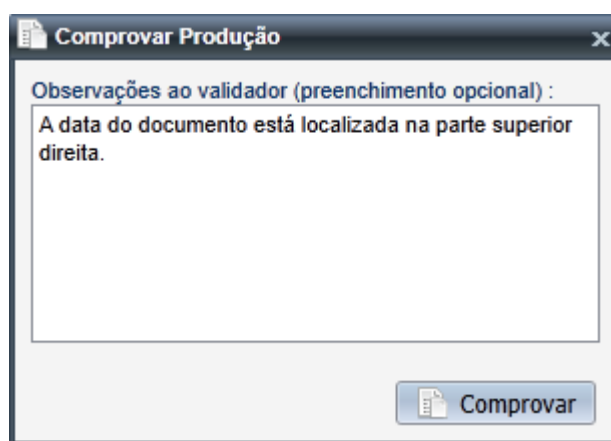 Comprovar Produção
x
Observações ao validador (preenchimento opcional) :
A data do documento está localizada na parte superior
direita.
Comprovar